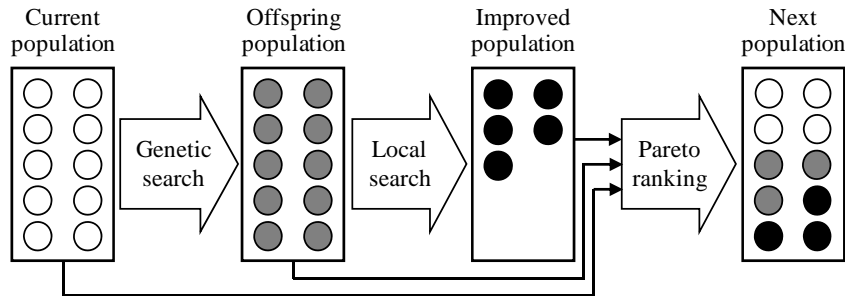 Current
population
Offspring
population
Improved
population
Next
population
Genetic
search
Local
search
Pareto
ranking